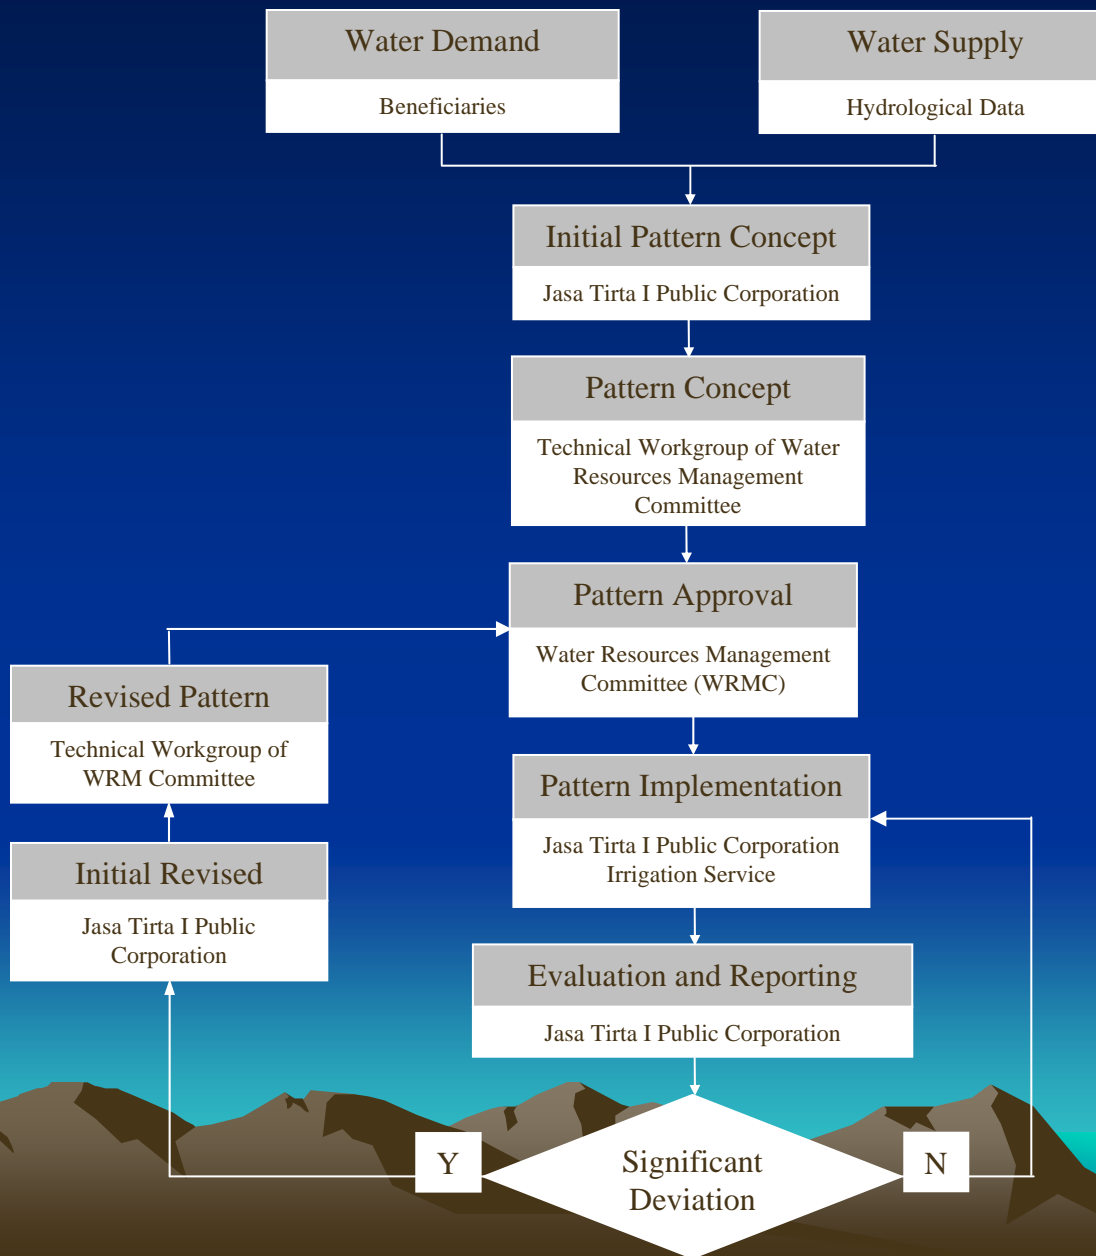 Water Demand
Beneficiaries
Water Supply
Hydrological Data
Initial Pattern Concept
Jasa Tirta I Public Corporation
Pattern Concept
Technical Workgroup of Water
Resources Management
Committee
Pattern Approval
Water Resources Management
Committee (WRMC)
Revised Pattern
Technical Workgroup of
WRM Committee
Pattern Implementation
Jasa Tirta I Public Corporation
Irrigation Service
Initial Revised
Jasa Tirta I Public
Corporation
Evaluation and Reporting
Jasa Tirta I Public Corporation
Y
Significant
Deviation
N